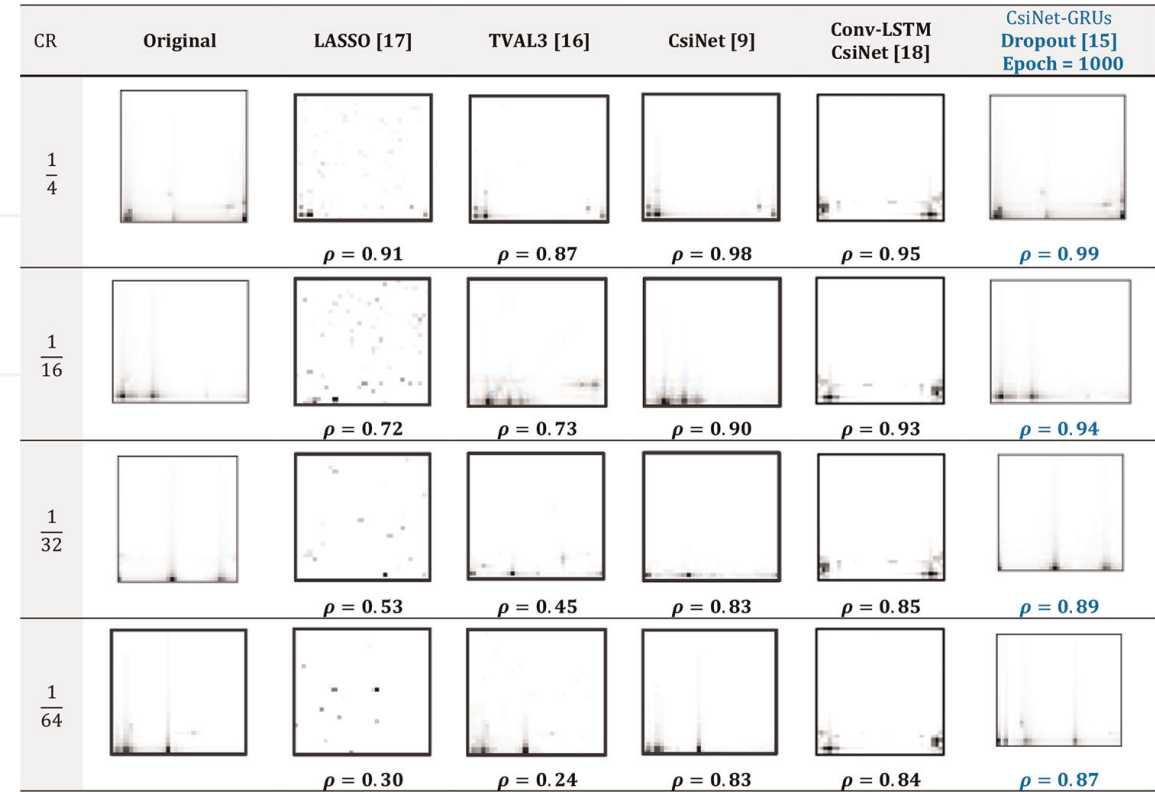 CR Original LASSO [17] TVAL3 [16] CsiNet [9] Conv-LSTM CsiNet [18] CsiNet-GRUs Dropout [15] Epoch = 1000
1/4
ρ = 0.91 ρ = 0.87 ρ = 0.98 ρ = 0.95 ρ = 0.99
1/16
ρ = 0.72 ρ = 0.73 ρ = 0.90 ρ = 0.93 ρ = 0.94
1/32
ρ = 0.53 ρ = 0.45 ρ = 0.83 ρ = 0.85 ρ = 0.89
1/64
ρ = 0.30 ρ = 0.24 ρ = 0.83 ρ = 0.84 ρ = 0.87